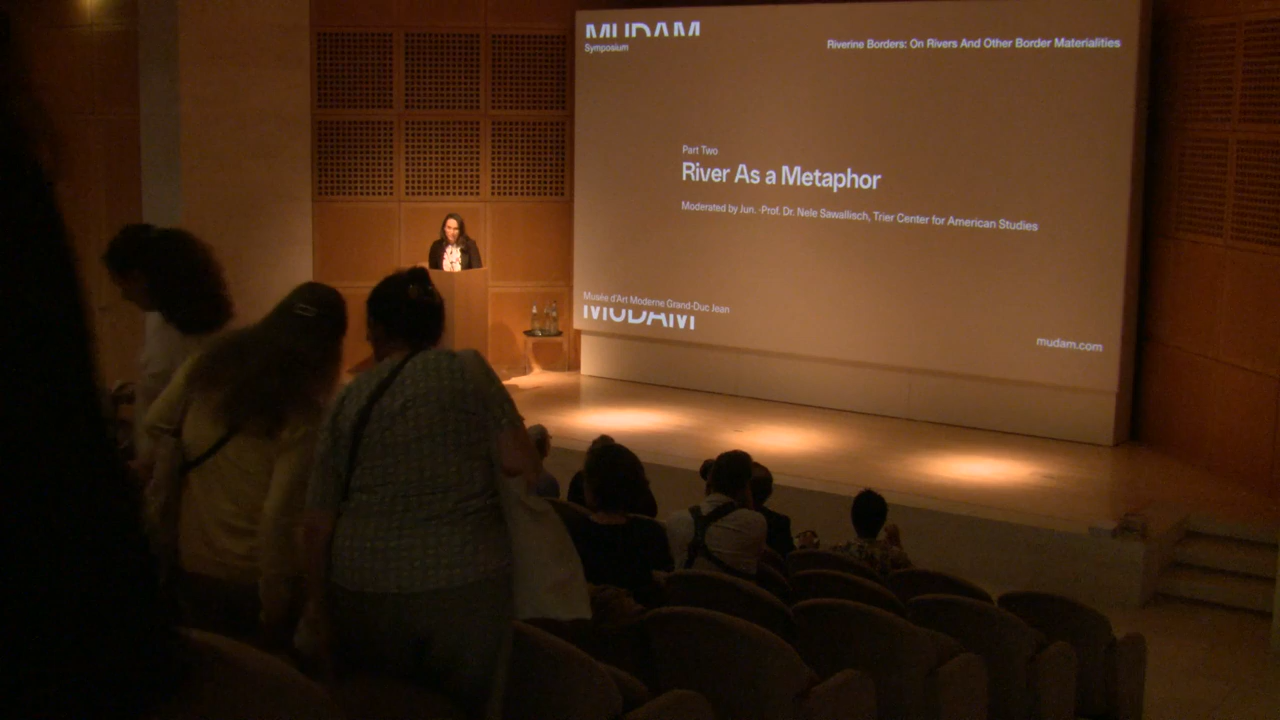 MUDAM
Symposium
Riverine Borders: On Rivers And Other Border Materialities
Part Two
River As a Metaphor
Moderated by Jun. -Prof. Dr. Nele Sawallisch, Trier Center for American Studies
Musée d'Art Moderne Grand-Duc Jean
MUDAM
mudam.com